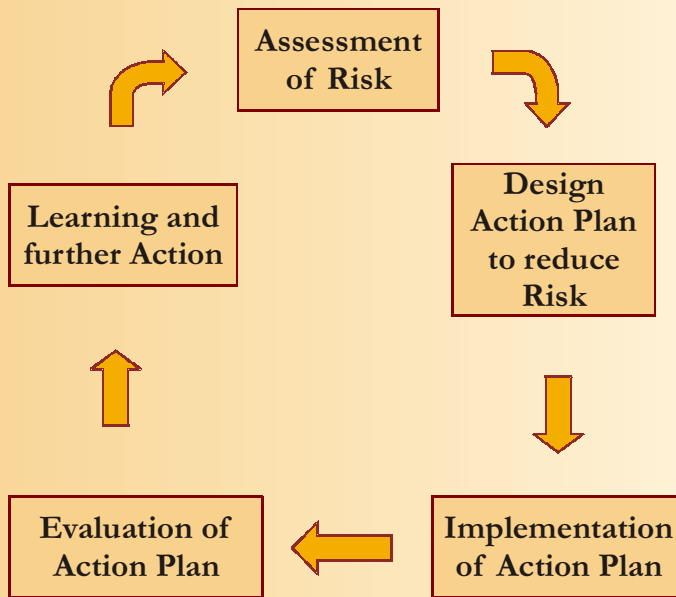 Assessment
of Risk
Design
Action Plan
to reduce
Risk
Learning and
further Action
Implementation
of Action Plan
Evaluation of
Action Plan